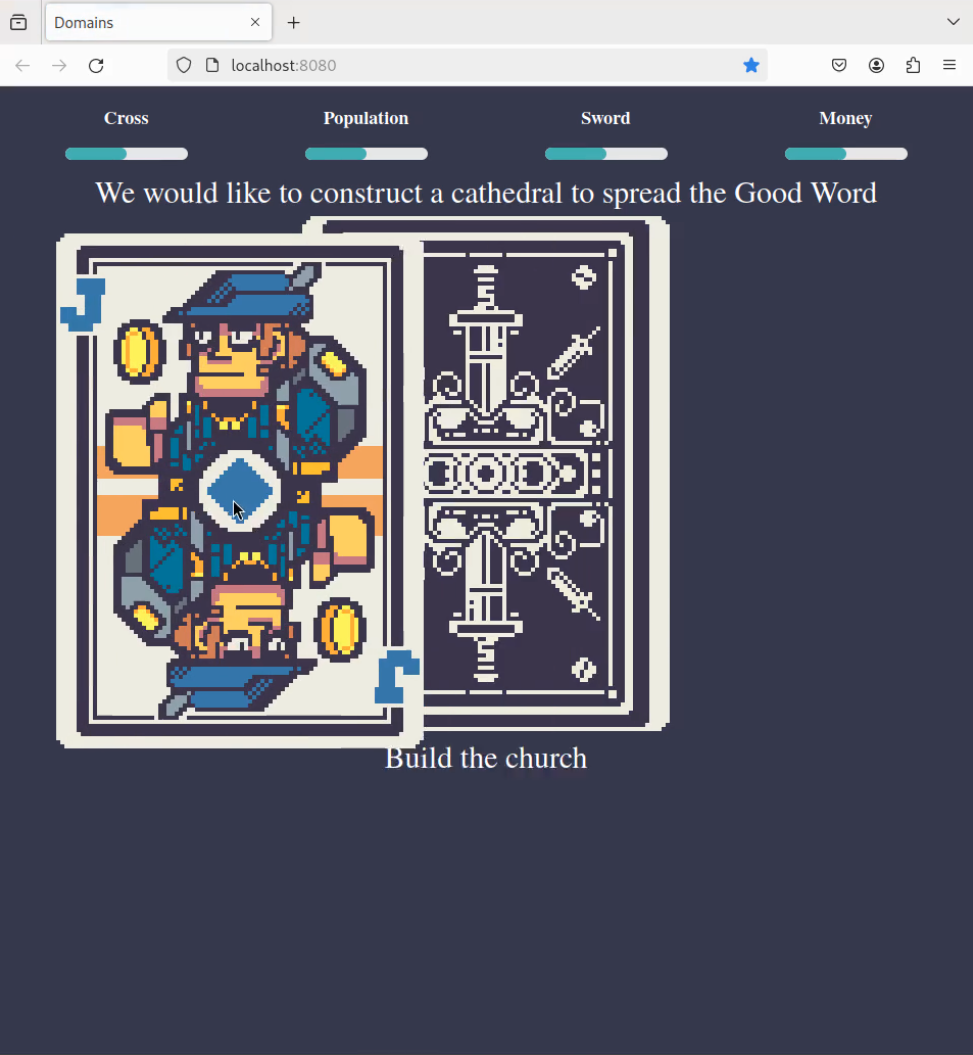 Domains
localhost:8080
Cross Population Sword Money
We would like to construct a cathedral to spread the Good Word
J
J
Build the church